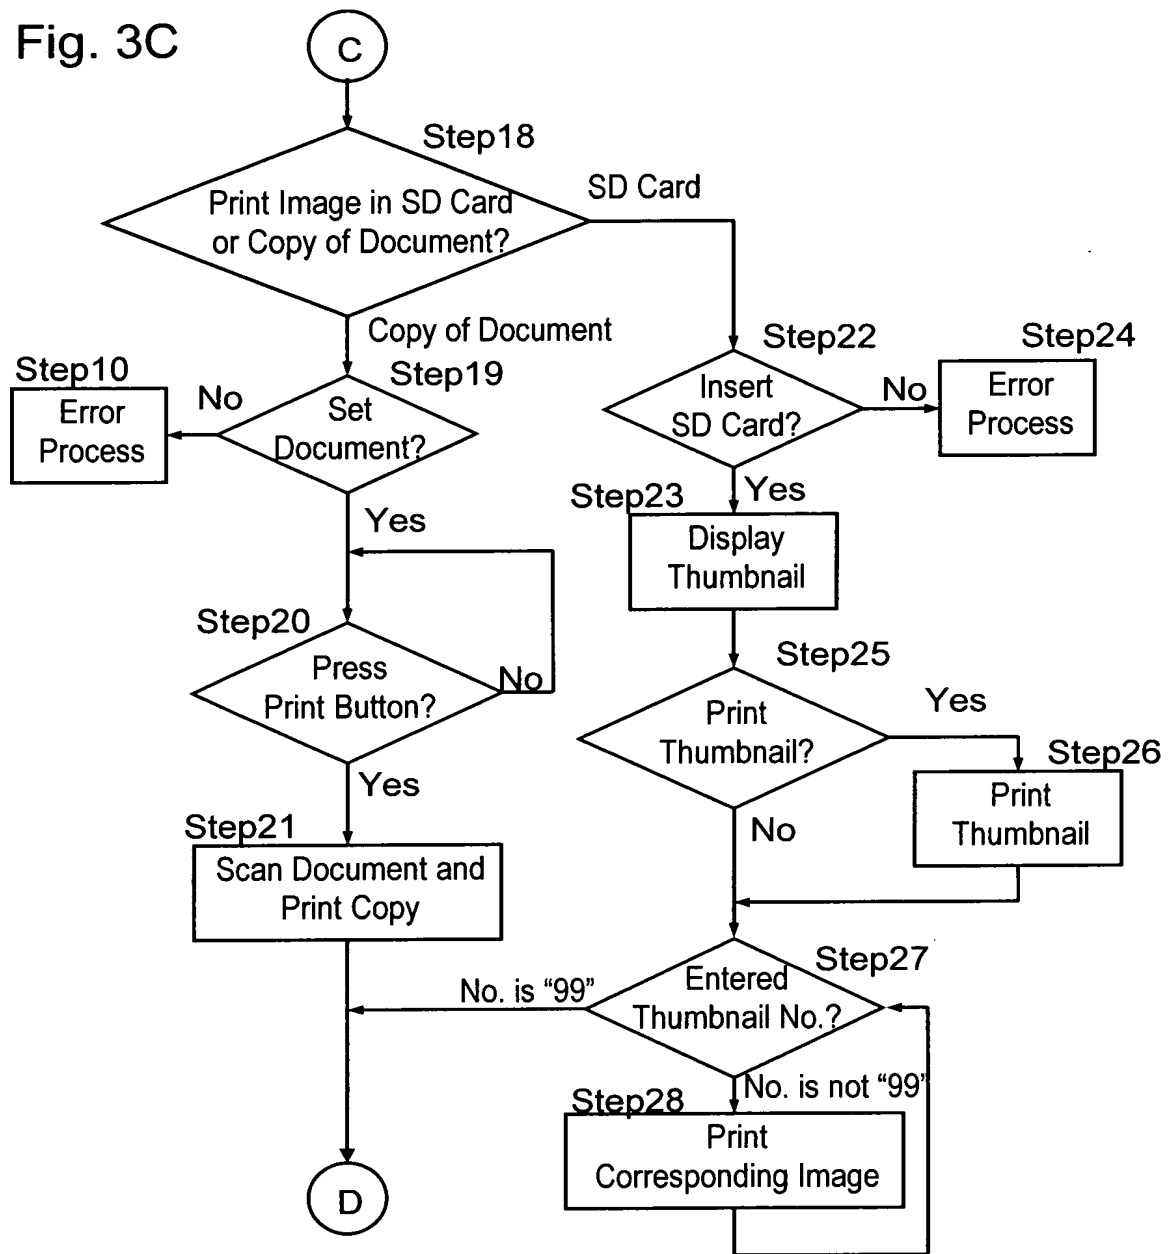 Fig. 3C
C
Step18
Print Image in SD Card
or Copy of Document?
SD Card
Copy of Document
Step10
Error
Process
No
Step19
Set
Document?
Yes
Step22
Insert
SD Card?
No
Step24
Error
Process
Yes
Step23
Display
Thumbnail
Step20
Press
Print Button?
No
Yes
Step25
Print
Thumbnail?
Yes
Step26
Print
Thumbnail
No
Step21
Scan Document and
Print Copy
Step27
Entered
Thumbnail No.?
No. is “99”
No. is not “99”
Step28
Print
Corresponding Image
D